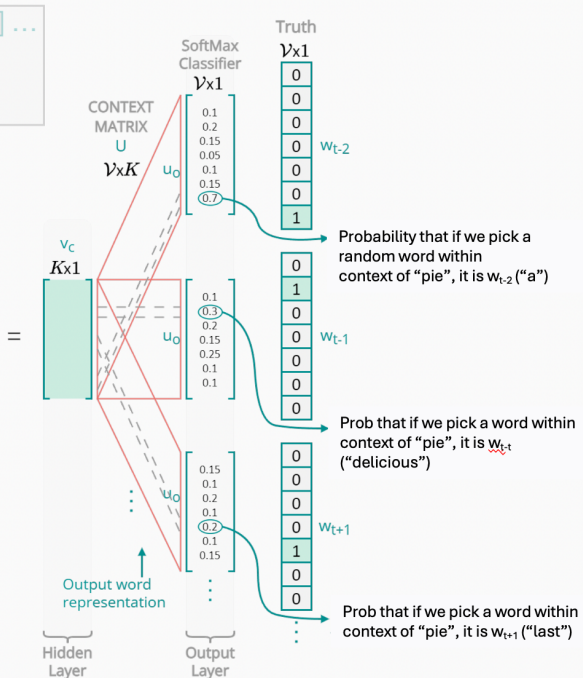 ...
Truth
SoftMax
Classifier
𝒱x1
𝒱x1
CONTEXT
MATRIX
U
𝒱xK
u₀
0.1
0.2
0.15
0.05
0.1
0.15
0.7
0
0
0
0
0
0
1
wt-2
Probability that if we pick a
random word within
context of “pie”, it is wt-2 (“a”)
vc
Kx1
=
u₀
0.1
0.3
0.2
0.15
0.25
0.1
0.1
0
1
0
0
0
0
0
wt-1
Prob that if we pick a word within
context of “pie”, it is wt-t
(“delicious”)
u₀
0.15
0.1
0.2
0.1
0.2
0.1
0.15
0
0
0
0
1
0
0
wt+1
Output word
representation
Prob that if we pick a word within
context of “pie”, it is wt+1 (“last”)
Hidden
Layer
Output
Layer